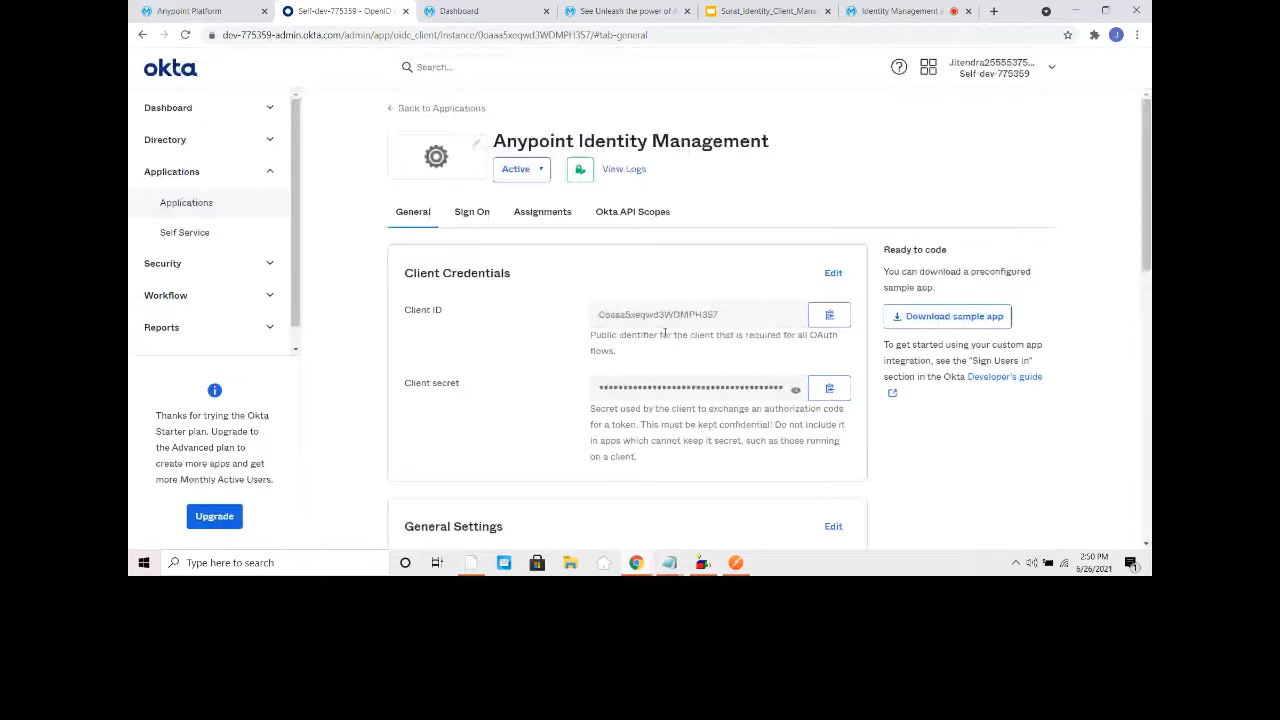 Anypoint Platform
Self-dev-775359 - OpenID
Dashboard
See Unleash the power of A
Surat_Identity_Client_Man
Identity Management
dev-775359-admin.okta.com/admin/app/oidc_client/instance/0oaaa5xeqwd3WDMPH357/#tab-general
okta
Search...
Jitendra25555375...
Self-dev-775359
Dashboard
Directory
Applications
Applications
Self Service
Security
Workflow
Reports
Thanks for trying the Okta
Starter plan. Upgrade to
the Advanced plan to
create more apps and get
more Monthly Active Users.
Upgrade
← Back to Applications
Anypoint Identity Management
Active
View Logs
General
Sign On
Assignments
Okta API Scopes
Client Credentials
Edit
Client ID
0oaaa5xeqwd3WDMPH357
Public identifier for the client that is required for all OAuth
flows.
Client secret
Secret used by the client to exchange an authorization code
for a token. This must be kept confidential! Do not include it
in apps which cannot keep it secret, such as those running
on a client.
General Settings
Edit
Ready to code
You can download a preconfigured
sample app.
Download sample app
To get started using your custom app
integration, see the "Sign Users In"
section in the Okta Developer's guide
Type here to search
2:50 PM
6/26/2021